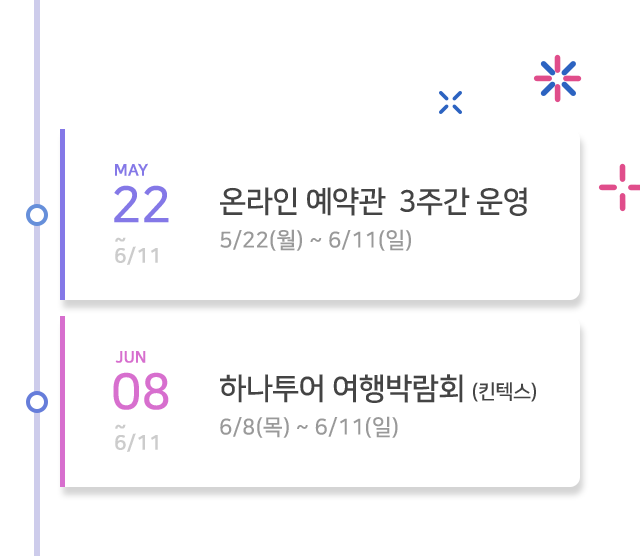 MAY
22
~
6/11
온라인 예약관 3주간 운영
5/22(월) ~ 6/11(일)
JUN
08
~
6/11
하나투어 여행박람회 (킨텍스)
6/8(목) ~ 6/11(일)